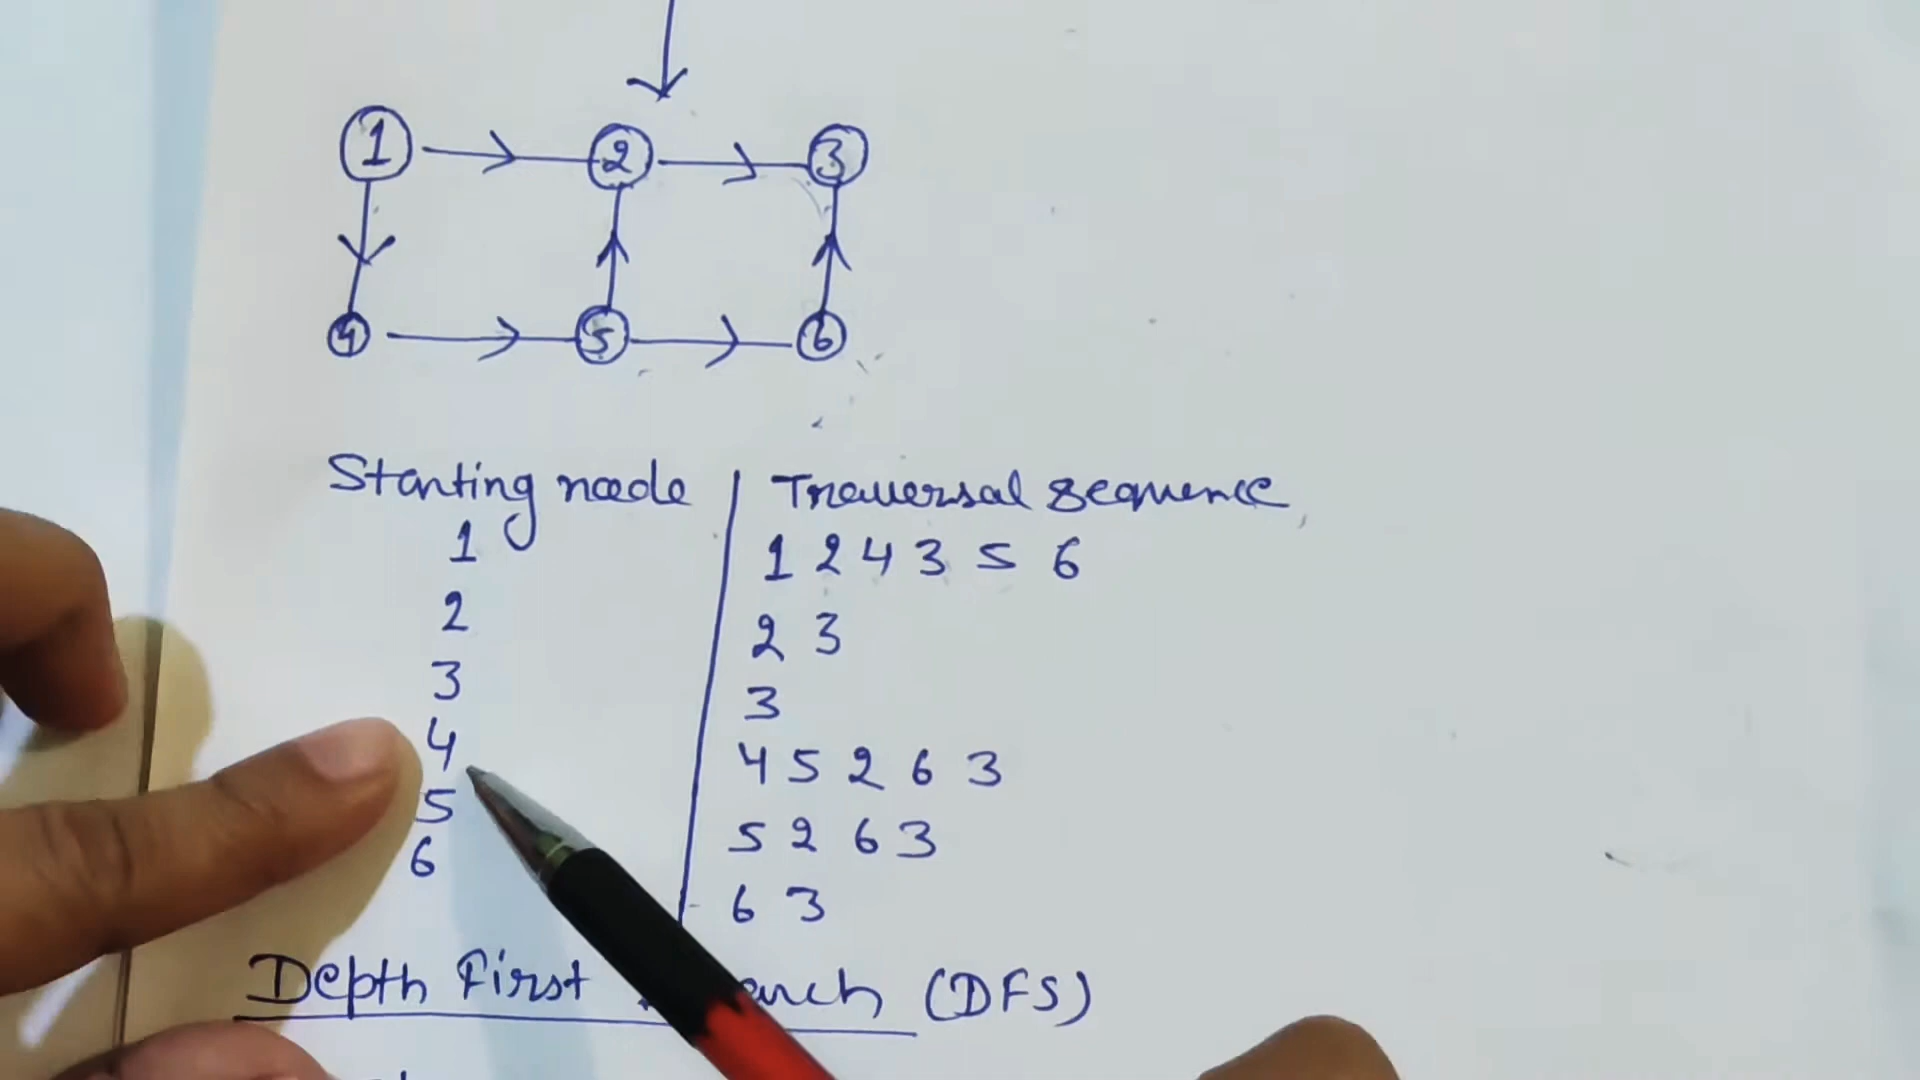 1 2 3
4 5 6
Starting node Traversal sequence
1 1 2 4 3 5 6
2 2 3
3 3
4 4 5 2 6 3
5 5 2 6 3
6 6 3
Depth First (DFS)